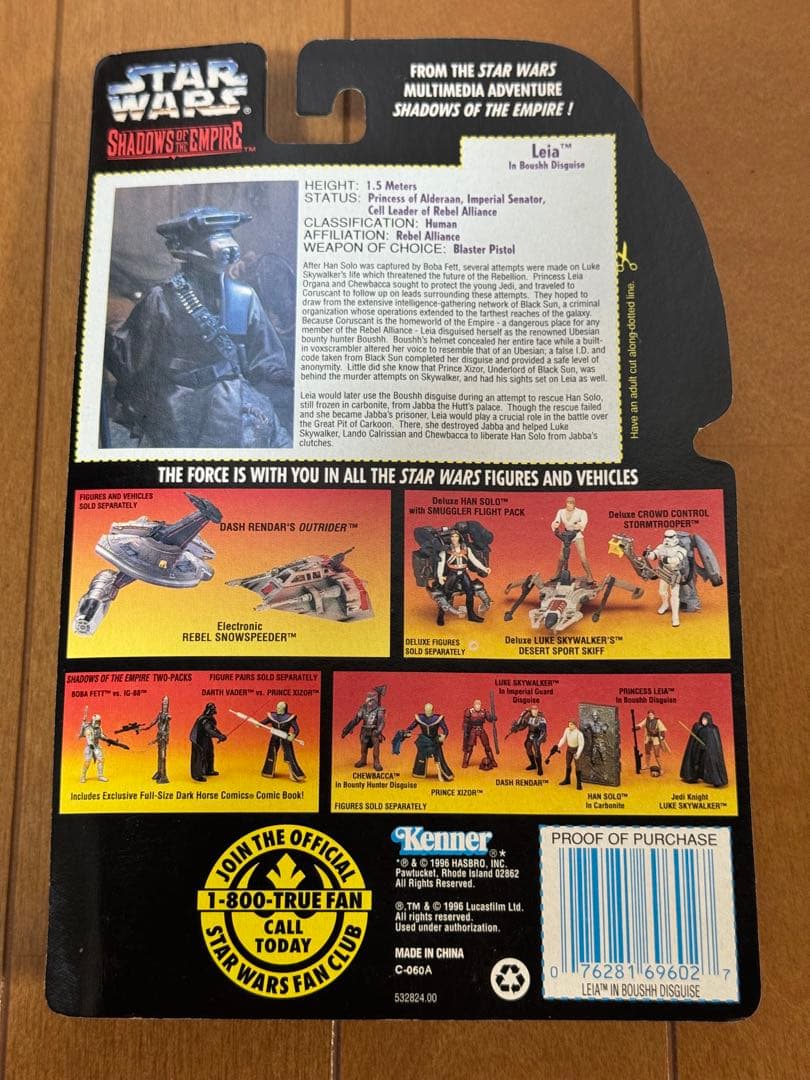 STAR WARS®
SHADOWS OF THE EMPIRE™
FROM THE STAR WARS
MULTIMEDIA ADVENTURE
SHADOWS OF THE EMPIRE !
Leia™
In Boushh Disguise
HEIGHT: 1.5 Meters
STATUS: Princess of Alderaan, Imperial Senator,
Cell Leader of Rebel Alliance
CLASSIFICATION: Human
AFFILIATION: Rebel Alliance
WEAPON OF CHOICE: Blaster Pistol
After Han Solo was captured by Boba Fett, several attempts were made on Luke
Skywalker's life which threatened the future of the Rebellion. Princess Leia
Organa and Chewbacca sought to protect the young Jedi, and traveled to
Coruscant to follow up on leads surrounding these attempts. They hoped to
draw from the extensive intelligence-gathering network of Black Sun, a criminal
organization whose operations extended to the farthest reaches of the galaxy.
Because Coruscant is the homeworld of the Empire - a dangerous place for any
member of the Rebel Alliance - Leia disguised herself as the renowned Ubesian
bounty hunter Boushh. Boushh's helmet concealed her entire face while a built-
in voxscrambler altered her voice to resemble that of an Ubesian; a false I.D. and
code taken from Black Sun completed her disguise and provided a safe level of
anonymity. Little did she know that Prince Xizor, Underlord of Black Sun, was
behind the murder attempts on Skywalker, and had his sights set on Leia as well.
Leia would later use the Boushh disguise during an attempt to rescue Han Solo,
still frozen in carbonite, from Jabba the Hutt's palace. Though the rescue failed
and she became Jabba's prisoner, Leia would play a crucial role in the battle over
the Great Pit of Carkoon. There, she destroyed Jabba and helped Luke
Skywalker, Lando Calrissian and Chewbacca to liberate Han Solo from Jabba's
clutches.
Have an adult cut along dotted line.
THE FORCE IS WITH YOU IN ALL THE STAR WARS FIGURES AND VEHICLES
FIGURES AND VEHICLES
SOLD SEPARATELY
DASH RENDAR'S OUTRIDER™
Electronic
REBEL SNOWSPEEDER™
Deluxe HAN SOLO™
with SMUGGLER FLIGHT PACK
Deluxe CROWD CONTROL
STORMTROOPER™
DELUXE FIGURES
SOLD SEPARATELY
Deluxe LUKE SKYWALKER'S™
DESERT SPORT SKIFF
SHADOWS OF THE EMPIRE TWO-PACKS
FIGURE PAIRS SOLD SEPARATELY
BOBA FETT™ vs. IG-88™
DARTH VADER™ vs. PRINCE XIZOR™
Includes Exclusive Full-Size Dark Horse Comics® Comic Book!
LUKE SKYWALKER™
In Imperial Guard
Disguise
PRINCESS LEIA™
In Boushh Disguise
CHEWBACCA™
In Bounty Hunter Disguise
PRINCE XIZOR™
DASH RENDAR™
HAN SOLO™
In Carbonite
Jedi Knight
LUKE SKYWALKER™
FIGURES SOLD SEPARATELY
JOIN THE OFFICIAL
1-800-TRUE FAN
CALL
TODAY
STAR WARS FAN CLUB
Kenner®*
*® & © 1996 HASBRO, INC.
Pawtucket, Rhode Island 02862
All Rights Reserved.
®,TM & © 1996 Lucasfilm Ltd.
All rights reserved.
Used under authorization.
MADE IN CHINA
C-060A
532824.00
PROOF OF PURCHASE
0 76281 69602 7
LEIA™ IN BOUSHH DISGUISE